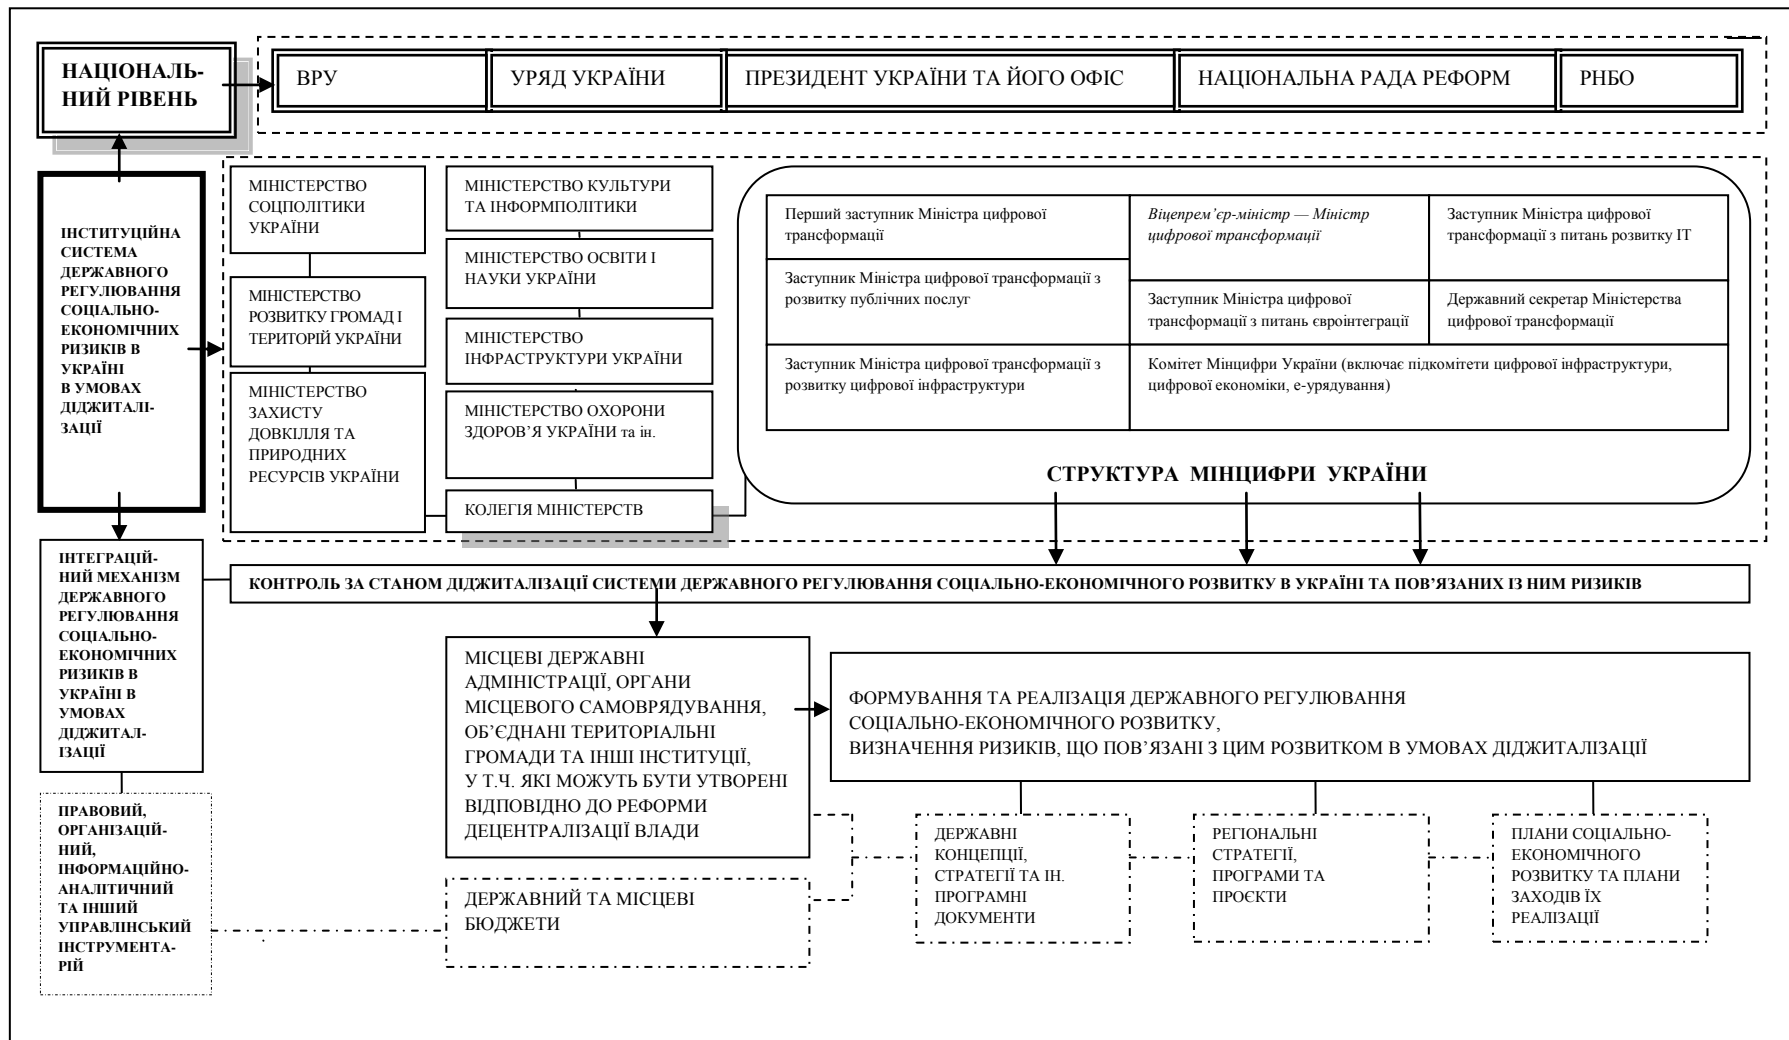 НАЦІОНАЛЬ-
НИЙ РІВЕНЬ
ВРУ
УРЯД УКРАЇНИ
ПРЕЗИДЕНТ УКРАЇНИ ТА ЙОГО ОФІС
НАЦІОНАЛЬНА РАДА РЕФОРМ
РНБО
ІНСТИТУЦІЙНА
СИСТЕМА
ДЕРЖАВНОГО
РЕГУЛЮВАННЯ
СОЦІАЛЬНО-
ЕКОНОМІЧНИХ
РИЗИКІВ В
УКРАЇНІ
В УМОВАХ
ДІДЖИТАЛІ-
ЗАЦІЇ
МІНІСТЕРСТВО
СОЦПОЛІТИКИ
УКРАЇНИ
МІНІСТЕРСТВО
РОЗВИТКУ ГРОМАД І
ТЕРИТОРІЙ УКРАЇНИ
МІНІСТЕРСТВО
ЗАХИСТУ
ДОВКІЛЛЯ ТА
ПРИРОДНИХ
РЕСУРСІВ УКРАЇНИ
МІНІСТЕРСТВО КУЛЬТУРИ
ТА ІНФОРМПОЛІТИКИ
МІНІСТЕРСТВО ОСВІТИ І
НАУКИ УКРАЇНИ
МІНІСТЕРСТВО
ІНФРАСТРУКТУРИ УКРАЇНИ
МІНІСТЕРСТВО ОХОРОНИ
ЗДОРОВ’Я УКРАЇНИ та ін.
КОЛЕГІЯ МІНІСТЕРСТВ
Перший заступник Міністра цифрової
трансформації
Віцепрем’єр-міністр — Міністр
цифрової трансформації
Заступник Міністра цифрової
трансформації з питань розвитку ІТ
Заступник Міністра цифрової трансформації з
розвитку публічних послуг
Заступник Міністра цифрової
трансформації з питань євроінтеграції
Державний секретар Міністерства
цифрової трансформації
Заступник Міністра цифрової трансформації з
розвитку цифрової інфраструктури
Комітет Мінцифри України (включає підкомітети цифрової інфраструктури,
цифрової економіки, е-урядування)
СТРУКТУРА МІНЦИФРИ УКРАЇНИ
ІНТЕГРАЦІЙ-
НИЙ МЕХАНІЗМ
ДЕРЖАВНОГО
РЕГУЛЮВАННЯ
СОЦІАЛЬНО-
ЕКОНОМІЧНИХ
РИЗИКІВ В
УКРАЇНІ В
УМОВАХ
ДІДЖИТАЛ-
ІЗАЦІЇ
КОНТРОЛЬ ЗА СТАНОМ ДІДЖИТАЛІЗАЦІЇ СИСТЕМИ ДЕРЖАВНОГО РЕГУЛЮВАННЯ СОЦІАЛЬНО-ЕКОНОМІЧНОГО РОЗВИТКУ В УКРАЇНІ ТА ПОВ’ЯЗАНИХ ІЗ НИМ РИЗИКІВ
МІСЦЕВІ ДЕРЖАВНІ
АДМІНІСТРАЦІЇ, ОРГАНИ
МІСЦЕВОГО САМОВРЯДУВАННЯ,
ОБ’ЄДНАНІ ТЕРИТОРІАЛЬНІ
ГРОМАДИ ТА ІНШІ ІНСТИТУЦІЇ,
У Т.Ч. ЯКІ МОЖУТЬ БУТИ УТВОРЕНІ
ВІДПОВІДНО ДО РЕФОРМИ
ДЕЦЕНТРАЛІЗАЦІЇ ВЛАДИ
ФОРМУВАННЯ ТА РЕАЛІЗАЦІЯ ДЕРЖАВНОГО РЕГУЛЮВАННЯ
СОЦІАЛЬНО-ЕКОНОМІЧНОГО РОЗВИТКУ,
ВИЗНАЧЕННЯ РИЗИКІВ, ЩО ПОВ’ЯЗАНІ З ЦИМ РОЗВИТКОМ В УМОВАХ ДІДЖИТАЛІЗАЦІЇ
ПРАВОВИЙ,
ОРГАНІЗАЦІЙ-
НИЙ,
ІНФОРМАЦІЙНО-
АНАЛІТИЧНИЙ
ТА ІНШИЙ
УПРАВЛІНСЬКИЙ
ІНСТРУМЕНТА-
РІЙ
ДЕРЖАВНИЙ ТА МІСЦЕВІ
БЮДЖЕТИ
ДЕРЖАВНІ
КОНЦЕПЦІЇ,
СТРАТЕГІЇ ТА ІН.
ПРОГРАМНІ
ДОКУМЕНТИ
РЕГІОНАЛЬНІ
СТРАТЕГІЇ,
ПРОГРАМИ ТА
ПРОЄКТИ
ПЛАНИ СОЦІАЛЬНО-
ЕКОНОМІЧНОГО
РОЗВИТКУ ТА ПЛАНИ
ЗАХОДІВ ЇХ
РЕАЛІЗАЦІЇ